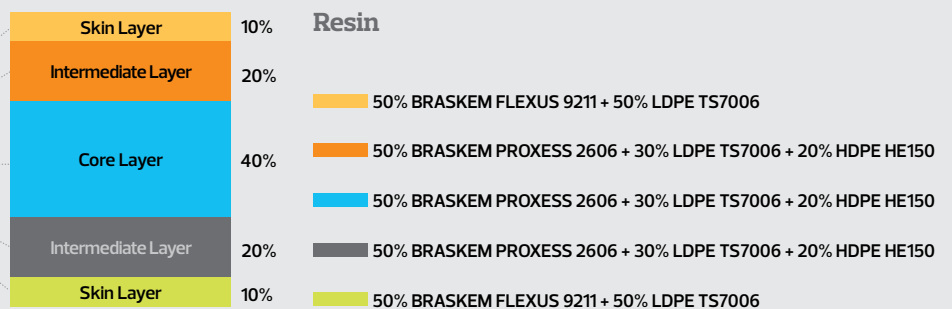 Resin
Skin Layer 10%
Intermediate Layer 20%
50% BRASKEM FLEXUS 9211 + 50% LDPE TS7006
50% BRASKEM PROXESS 2606 + 30% LDPE TS7006 + 20% HDPE HE150
Core Layer 40%
50% BRASKEM PROXESS 2606 + 30% LDPE TS7006 + 20% HDPE HE150
Intermediate Layer 20%
50% BRASKEM PROXESS 2606 + 30% LDPE TS7006 + 20% HDPE HE150
Skin Layer 10%
50% BRASKEM FLEXUS 9211 + 50% LDPE TS7006